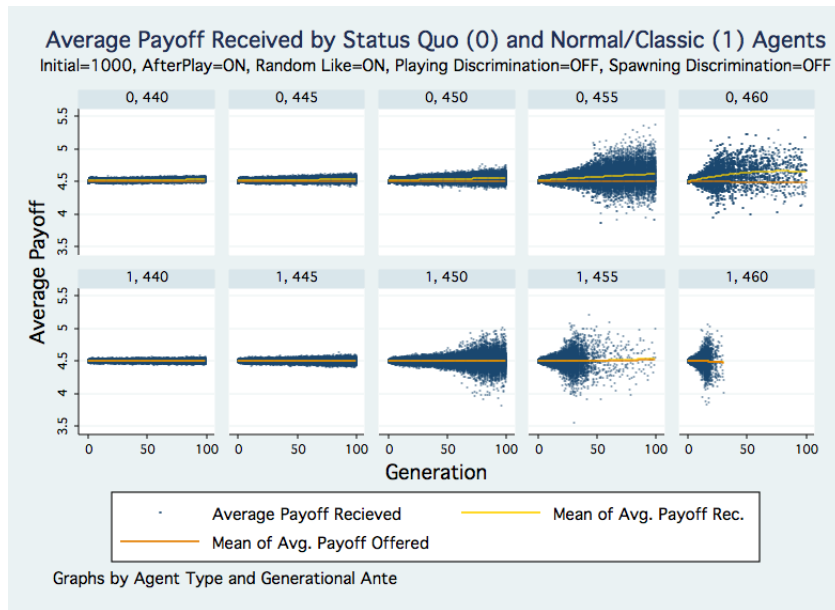 Average Payoff Received by Status Quo (0) and Normal/Classic (1) Agents
Initial=1000, AfterPlay=ON, Random Like=ON, Playing Discrimination=OFF, Spawning Discrimination=OFF
0, 440 0, 445 0, 450 0, 455 0, 460
5.5
5
4.5
4
3.5
1, 440 1, 445 1, 450 1, 455 1, 460
5.5
5
4.5
4
3.5
Average Payoff
0 50 100 0 50 100 0 50 100 0 50 100 0 50 100
Generation
Average Payoff Recieved Mean of Avg. Payoff Rec.
Mean of Avg. Payoff Offered
Graphs by Agent Type and Generational Ante